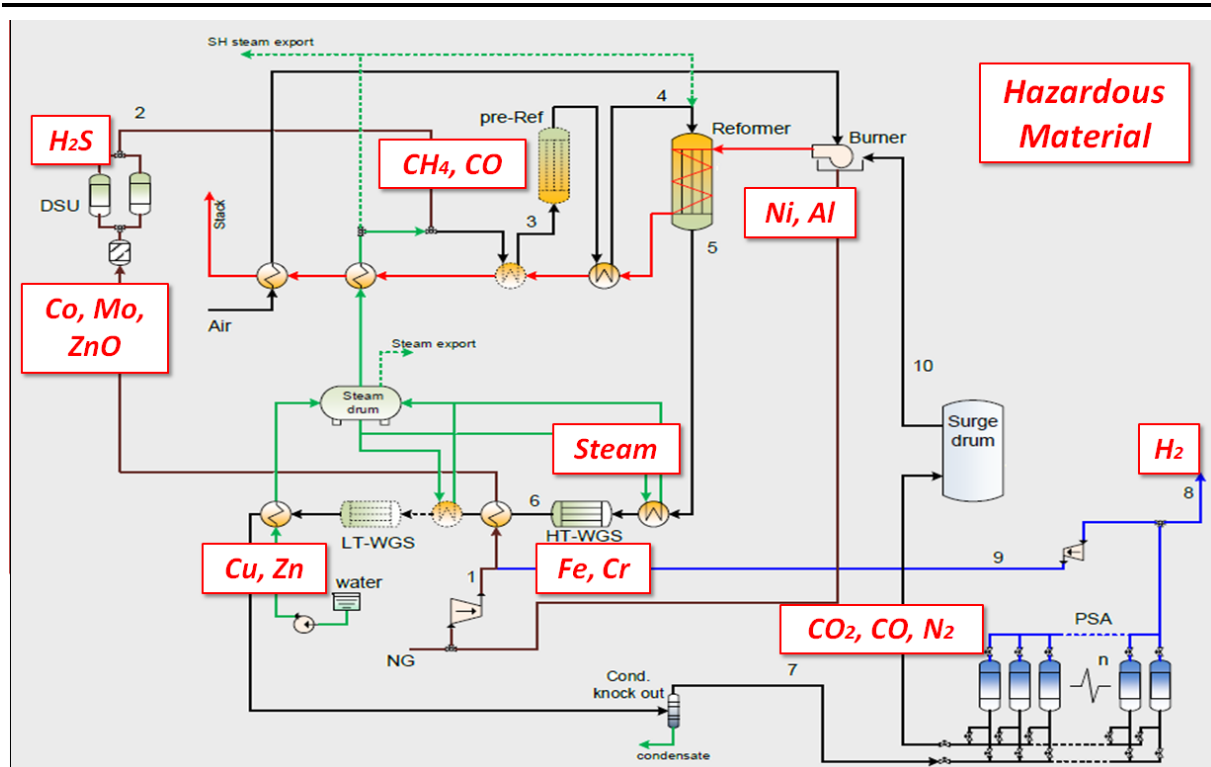 SH steam export
Hazardous
Material
2
H₂S
DSU
pre-Ref
4
Reformer
Burner
CH₄, CO
Ni, Al
Stack
3
5
Co, Mo,
ZnO
Air
Steam export
Steam
drum
10
Surge
drum
Steam
H₂
8
6
LT-WGS
HT-WGS
Cu, Zn
water
1
Fe, Cr
9
CO₂, CO, N₂
PSA
NG
n
Cond.
knock out
7
condensate